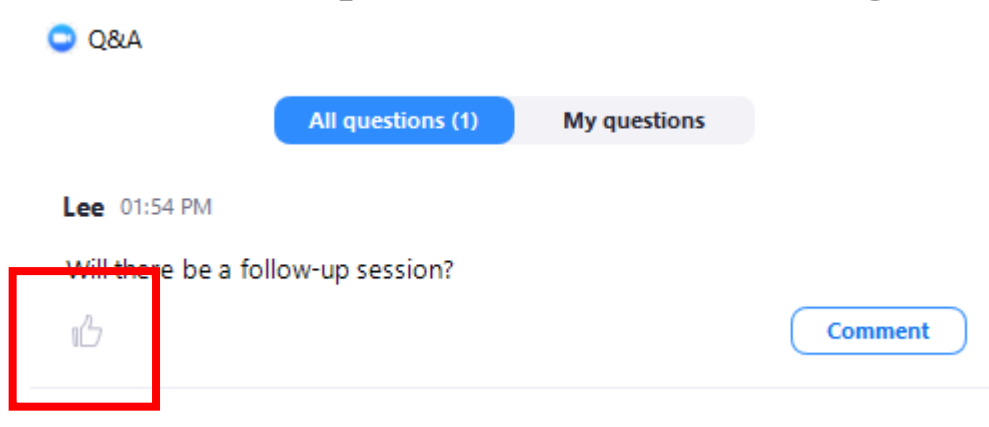 Q&A
All questions (1) My questions
Lee 01:54 PM
Will there be a follow-up session?
Comment